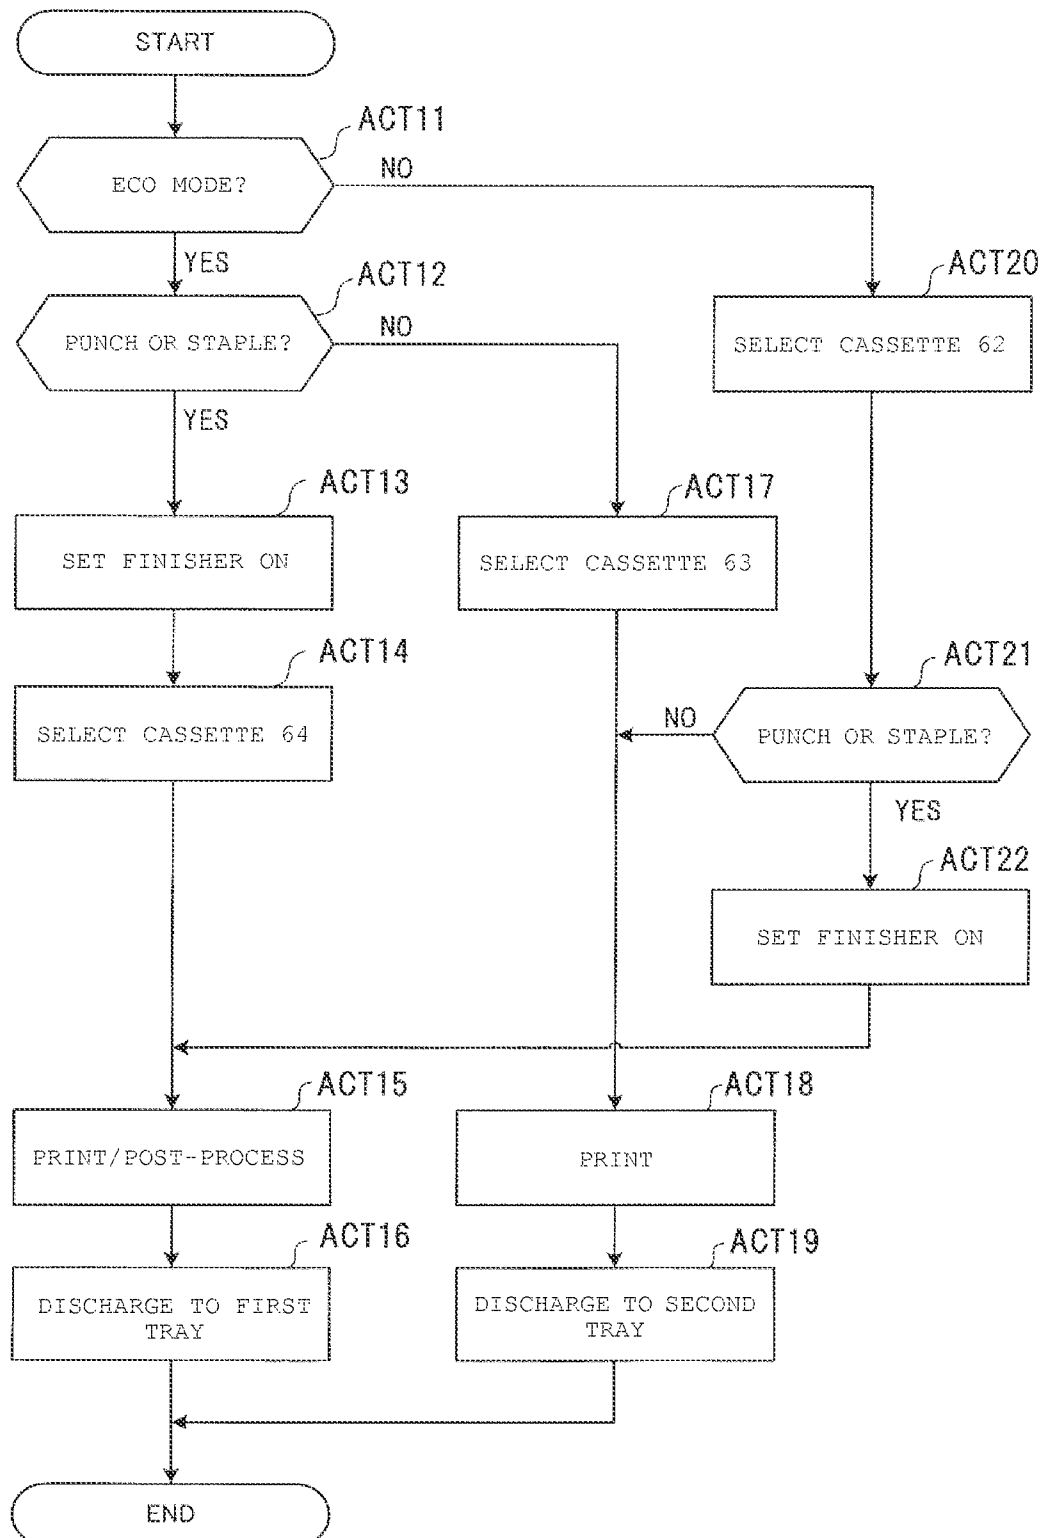 START
ACT11
ECO MODE?
NO
YES
ACT12
PUNCH OR STAPLE?
NO
ACT20
SELECT CASSETTE 62
YES
ACT13
SET FINISHER ON
ACT17
SELECT CASSETTE 63
ACT14
SELECT CASSETTE 64
ACT21
PUNCH OR STAPLE?
NO
YES
ACT22
SET FINISHER ON
ACT15
PRINT/POST-PROCESS
ACT18
PRINT
ACT16
DISCHARGE TO FIRST
TRAY
ACT19
DISCHARGE TO SECOND
TRAY
END